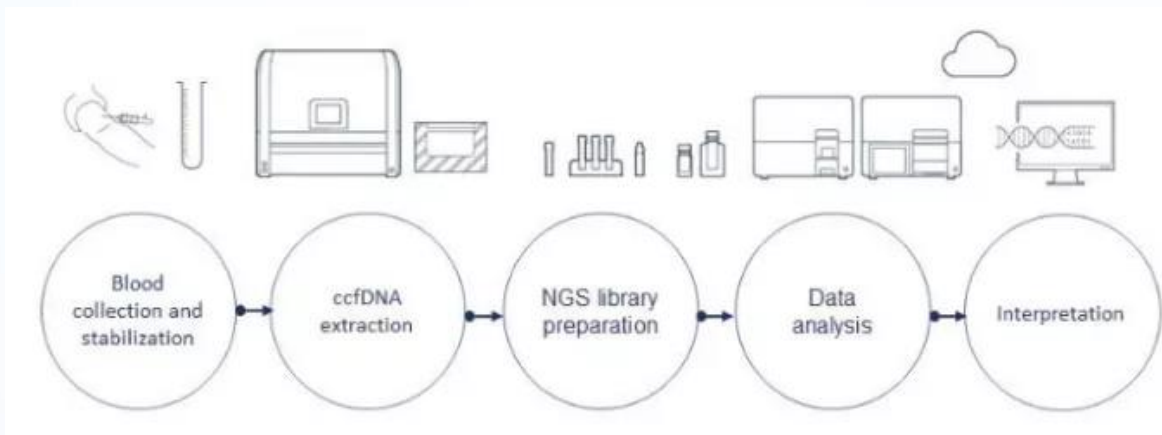 Blood
collection and
stabilization
ccfDNA
extraction
NGS library
preparation
Data
analysis
Interpretation